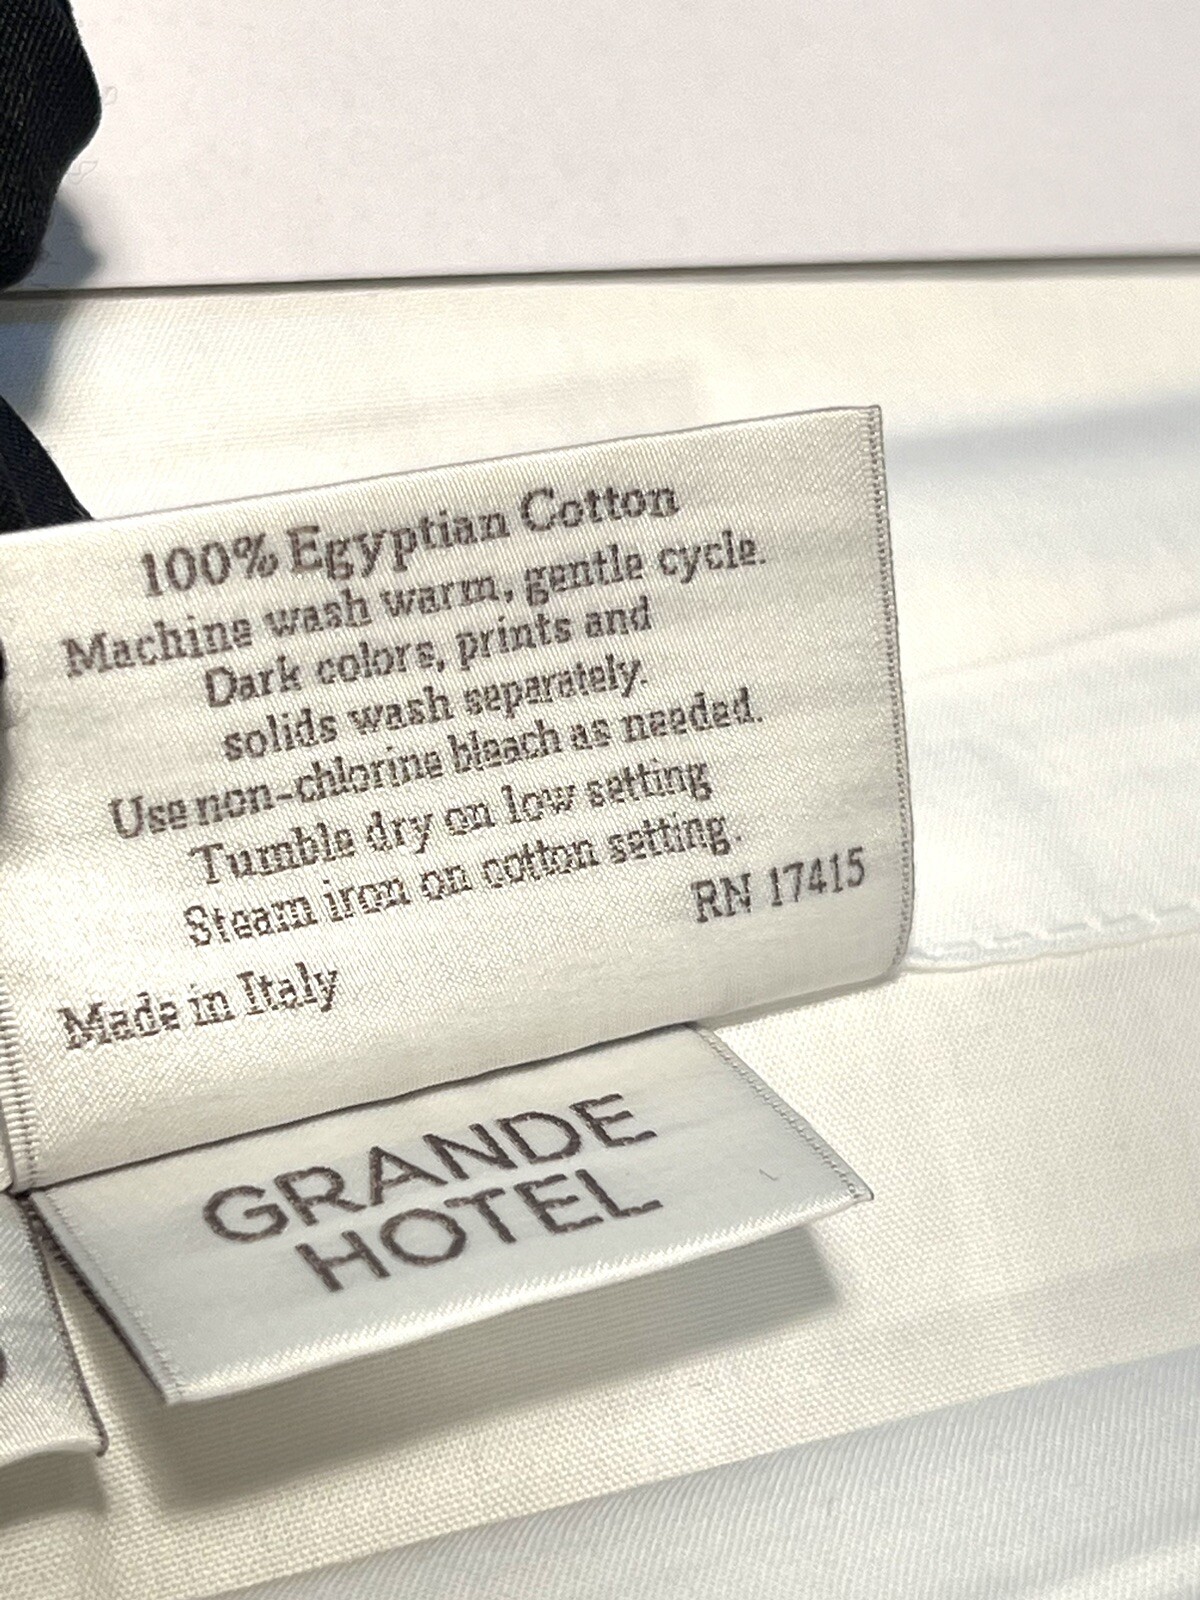 100% Egyptian Cotton
Machine wash warm, gentle cycle.
Dark colors, prints and
solids wash separately.
Use non-chlorine bleach as needed.
Tumble dry on low setting
Steam iron on cotton setting.
RN 17415
Made in Italy
GRANDE
HOTEL